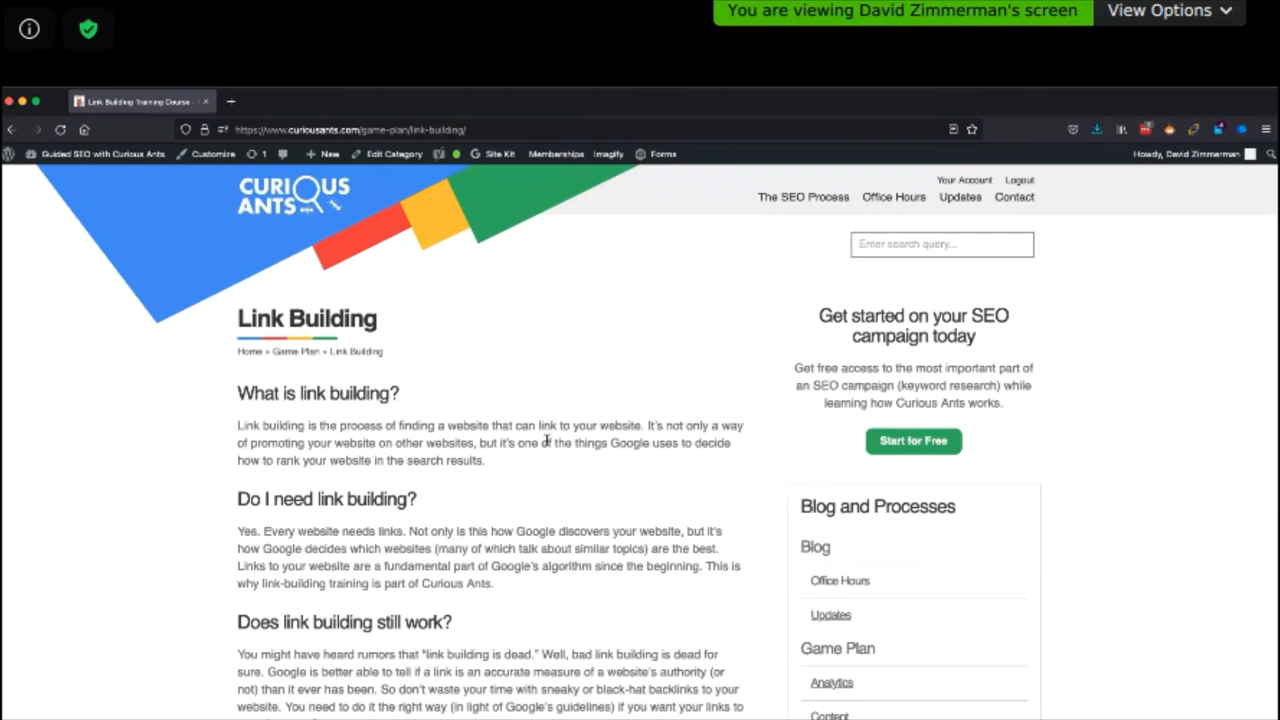 You are viewing David Zimmerman's screen
View Options
Link Building Training Course -
https://www.curiousants.com/game-plan/link-building/
Guided SEO with Curious Ants
Customize
1
New
Edit Category
Site Kit
Memberships
Imagify
Forms
Howdy, David Zimmerman
CURIOUS
ANTS
Your Account
Logout
The SEO Process
Office Hours
Updates
Contact
Enter search query...
Link Building
Home » Game Plan » Link Building
What is link building?
Link building is the process of finding a website that can link to your website. It's not only a way
of promoting your website on other websites, but it's one of the things Google uses to decide
how to rank your website in the search results.
Do I need link building?
Yes. Every website needs links. Not only is this how Google discovers your website, but it's
how Google decides which websites (many of which talk about similar topics) are the best.
Links to your website are a fundamental part of Google's algorithm since the beginning. This is
why link-building training is part of Curious Ants.
Does link building still work?
You might have heard rumors that "link building is dead." Well, bad link building is dead for
sure. Google is better able to tell if a link is an accurate measure of a website's authority (or
not) than it ever has been. So don't waste your time with sneaky or black-hat backlinks to your
website. You need to do it the right way (in light of Google's guidelines) if you want your links to
Get started on your SEO
campaign today
Get free access to the most important part of
an SEO campaign (keyword research) while
learning how Curious Ants works.
Start for Free
Blog and Processes
Blog
Office Hours
Updates
Game Plan
Analytics
Content